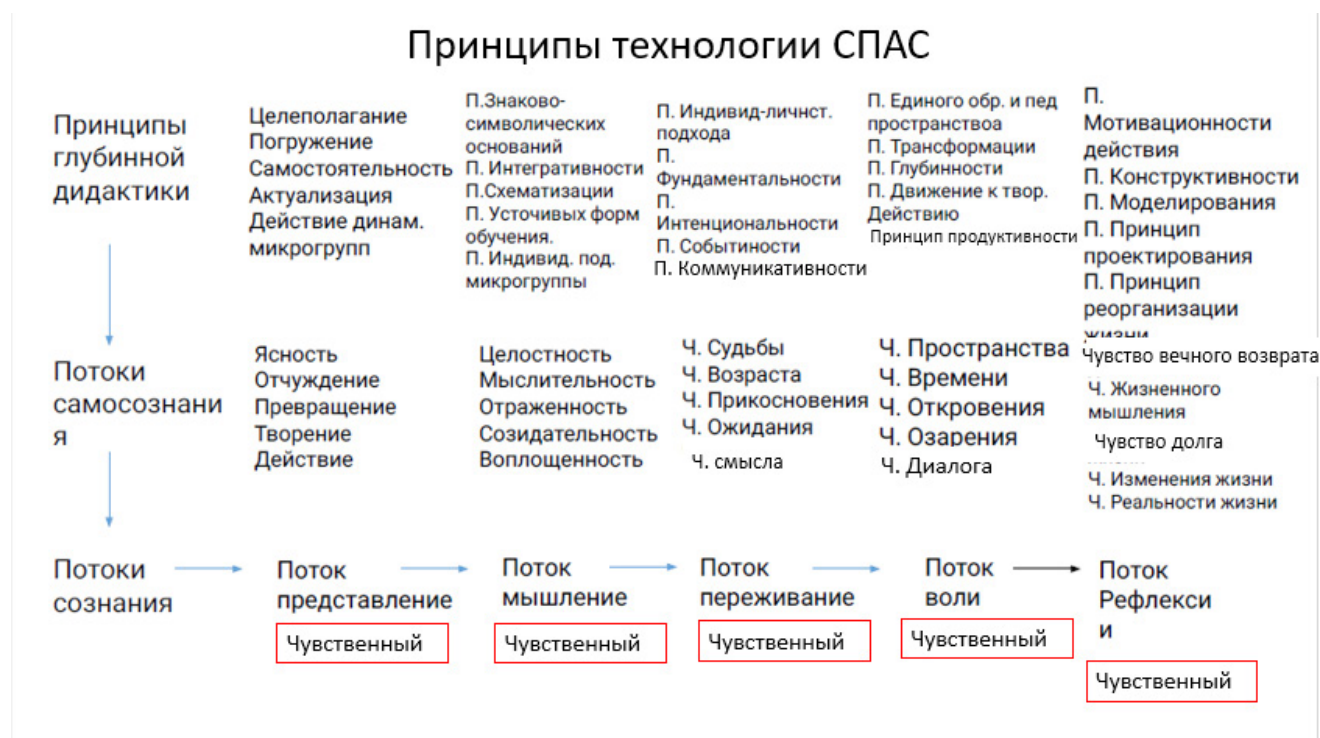 Принципы технологии СПАС
Принципы
глубинной
дидактики
Целеполагание
Погружение
Самостоятельность
Актуализация
Действие динам.
микрогрупп
П.Знаково-
символических
оснований
П. Интегративности
П.Схематизации
П. Усточивых форм
обучения.
П. Индивид. под.
микрогруппы
П. Индивид-личнст.
подхода
П.
Фундаментальности
П.
Интенциональности
П. Событиности
П. Коммуникативности
П. Единого обр. и пед
пространствоа
П. Трансформации
П. Глубинности
П. Движение к твор.
Действию
Принцип продуктивности
П.
Мотивационности
действия
П. Конструктивности
П. Моделирования
П. Принцип
проектирования
П. Принцип
реорганизации
жизни
Потоки
самосознани
я
Ясность
Отчуждение
Превращение
Творение
Действие
Целостность
Мыслительность
Отраженность
Созидательность
Воплощенность
Ч. Судьбы
Ч. Возраста
Ч. Прикосновения
Ч. Ожидания
Ч. смысла
Ч. Пространства
Ч. Времени
Ч. Откровения
Ч. Озарения
Ч. Диалога
Чувство вечного возврата
Ч. Жизненного
мышления
Чувство долга
Ч. Изменения жизни
Ч. Реальности жизни
Потоки
сознания
Поток
представление
Чувственный
Поток
мышление
Чувственный
Поток
переживание
Чувственный
Поток
воли
Чувственный
Поток
Рефлекси
и
Чувственный